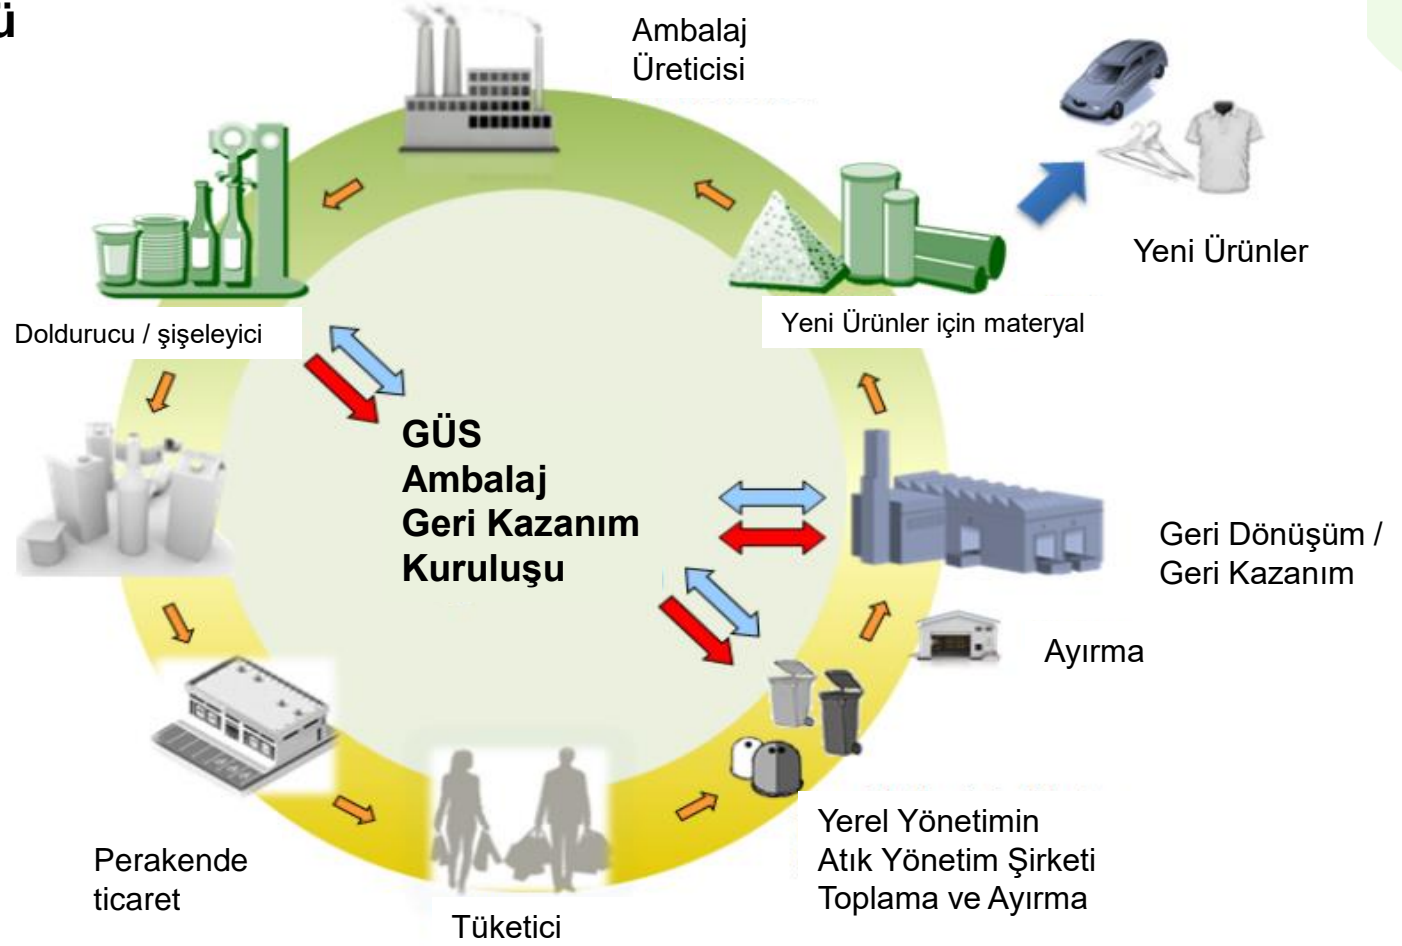 ü
Ambalaj
Üreticisi
Yeni Ürünler
Doldurucu / şişeleyici
Yeni Ürünler için materyal
GÜS
Ambalaj
Geri Kazanım
Kuruluşu
Geri Dönüşüm /
Geri Kazanım
Ayırma
Yerel Yönetimin
Atık Yönetim Şirketi
Toplama ve Ayırma
Perakende
ticaret
Tüketici